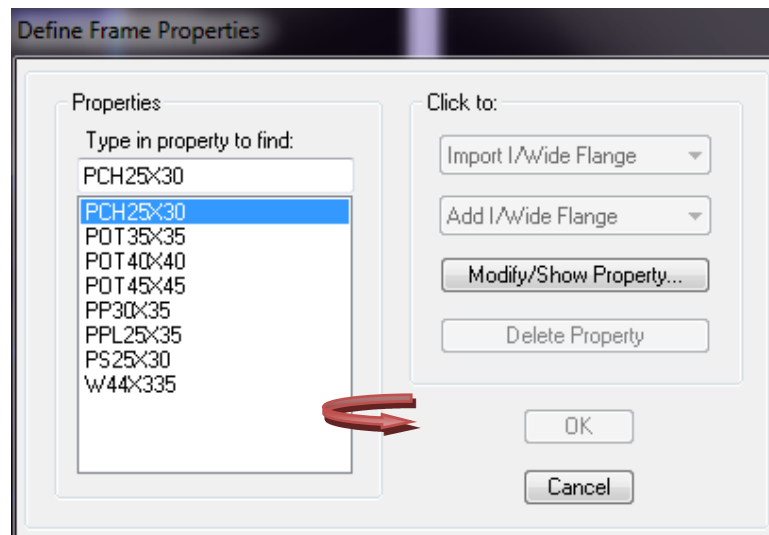 Define Frame Properties
Properties
Type in property to find:
PCH25X30
PCH25X30
POT35X35
POT40X40
POT45X45
PP30X35
PPL25X35
PS25X30
W44X335
Click to:
Import I/Wide Flange
Add I/Wide Flange
Modify/Show Property...
Delete Property
OK
Cancel